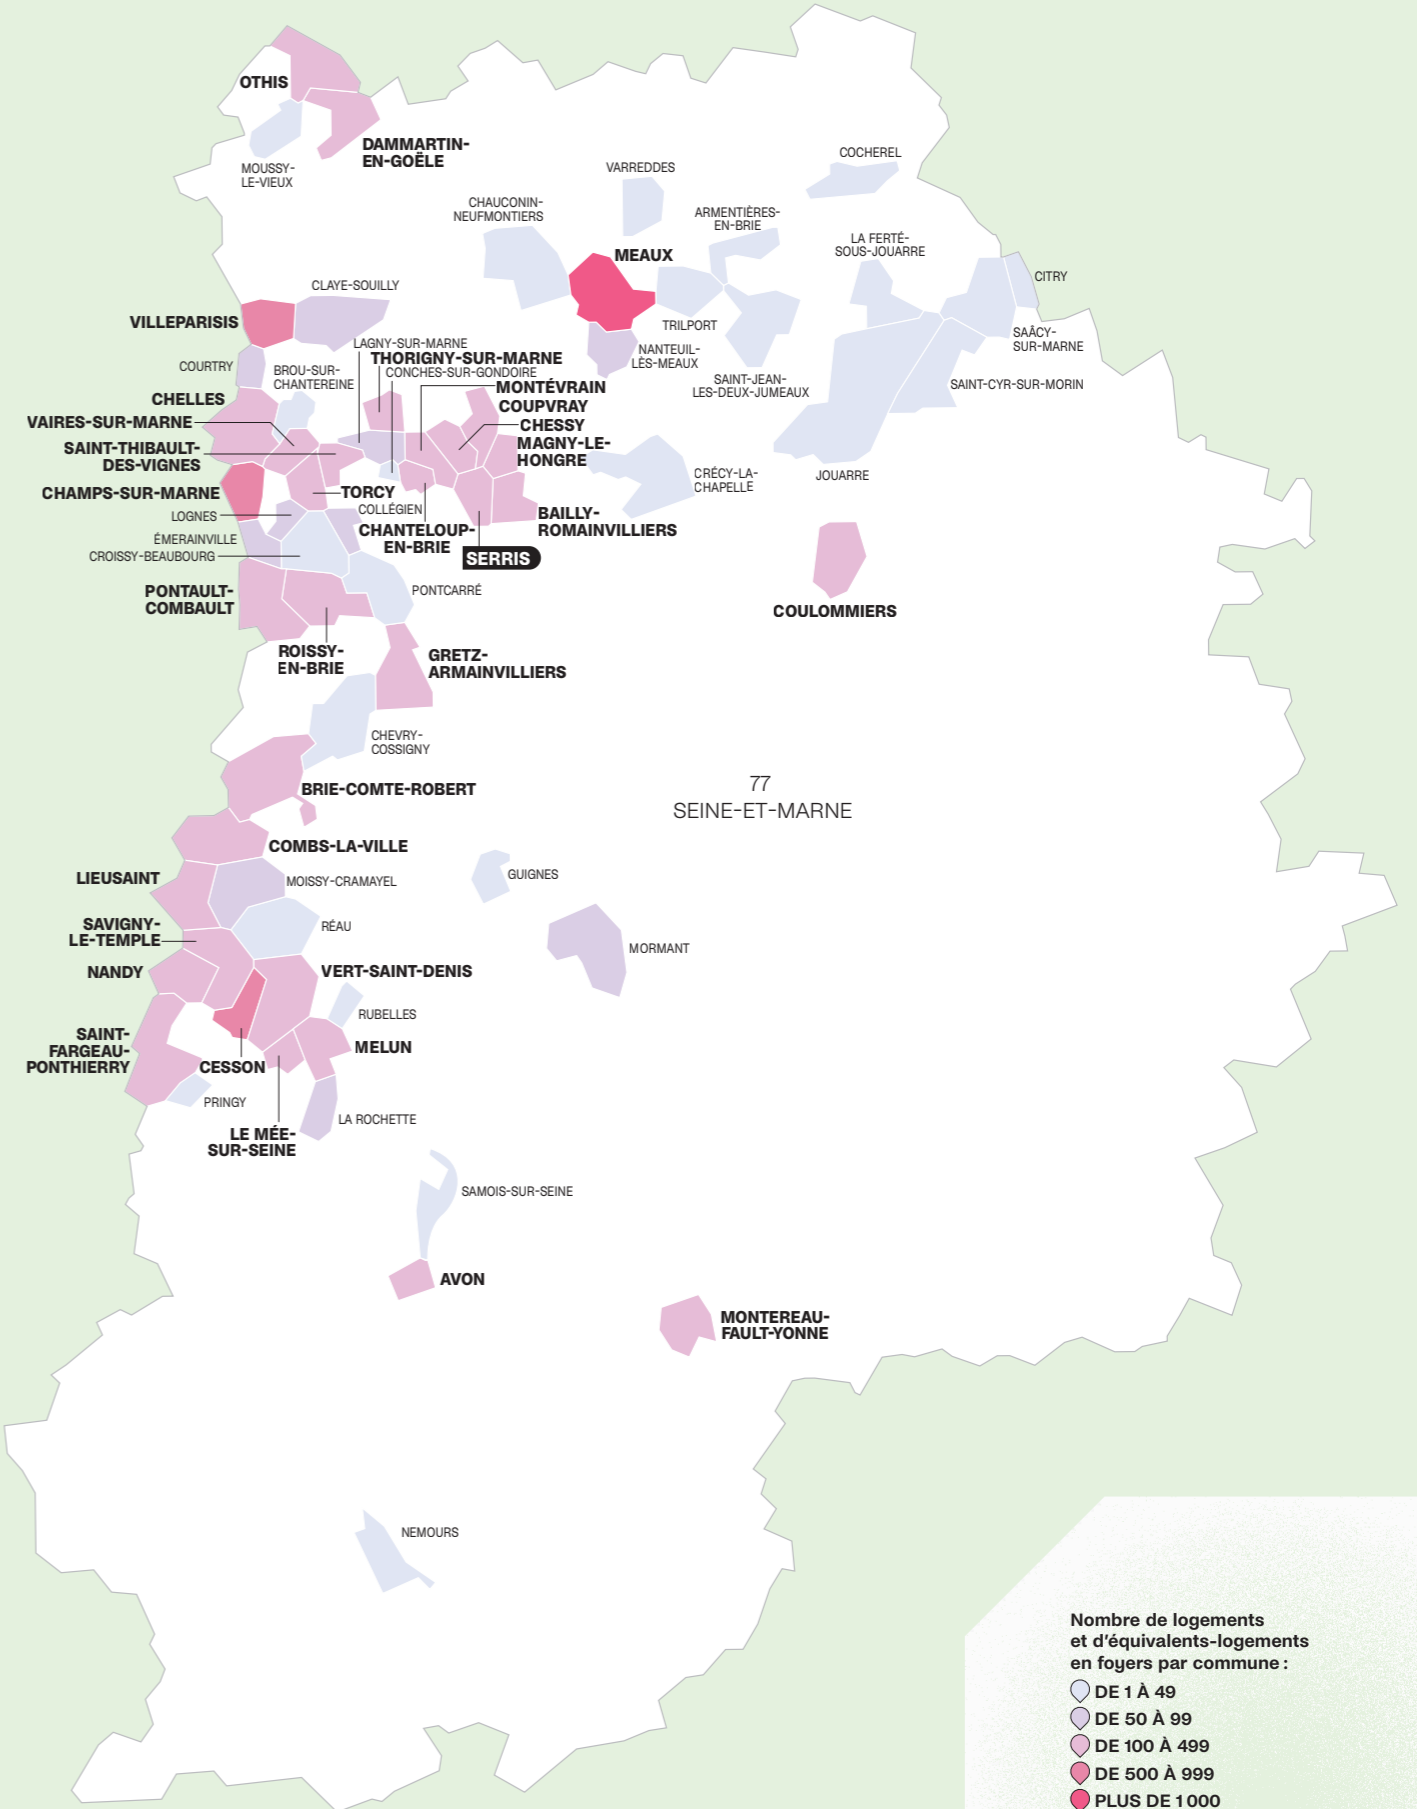 OTHIS
DAMMARTIN-
EN-GOËLE
MOUSSY-
LE-VIEUX
VARREDDES
COCHEREL
CHAUCONIN-
NEUFMONTIERS
ARMENTIÈRES-
EN-BRIE
LA FERTÉ-
SOUS-JOUARRE
MEAUX
CITRY
CLAYE-SOUILLY
VILLEPARISIS
TRILPORT
SAÂCY-
SUR-MARNE
LAGNY-SUR-MARNE
NANTEUIL-
LÈS-MEAUX
THORIGNY-SUR-MARNE
COURTRY
BROU-SUR-
CHANTEREINE
CONCHES-SUR-GONDOIRE
SAINT-JEAN-
LES-DEUX-JUMEAUX
SAINT-CYR-SUR-MORIN
MONTÉVRAIN
CHELLES
COUPVRAY
VAIRES-SUR-MARNE
CHESSY
SAINT-THIBAULT-
DES-VIGNES
MAGNY-LE-
HONGRE
CRÉCY-LA-
CHAPELLE
JOUARRE
CHAMPS-SUR-MARNE
TORCY
COLLÉGIEN
LOGNES
BAILLY-
ROMAINVILLIERS
CHANTELOUP-
EN-BRIE
ÉMERAINVILLE
CROISSY-BEAUBOURG
SERRIS
PONTAULT-
COMBAULT
PONTCARRÉ
COULOMMIERS
ROISSY-
EN-BRIE
GRETZ-
ARMAINVILLIERS
CHEVRY-
COSSIGNY
BRIE-COMTE-ROBERT
77
SEINE-ET-MARNE
COMBS-LA-VILLE
LIEUSAINT
MOISSY-CRAMAYEL
GUIGNES
SAVIGNY-
LE-TEMPLE
RÉAU
MORMANT
NANDY
VERT-SAINT-DENIS
RUBELLES
SAINT-
FARGEAU-
PONTHIERRY
MELUN
CESSON
PRINGY
LA ROCHETTE
LE MÉE-
SUR-SEINE
SAMOIS-SUR-SEINE
AVON
MONTEREAU-
FAULT-YONNE
NEMOURS
Nombre de logements
et d'équivalents-logements
en foyers par commune :
DE 1 À 49
DE 50 À 99
DE 100 À 499
DE 500 À 999
PLUS DE 1 000